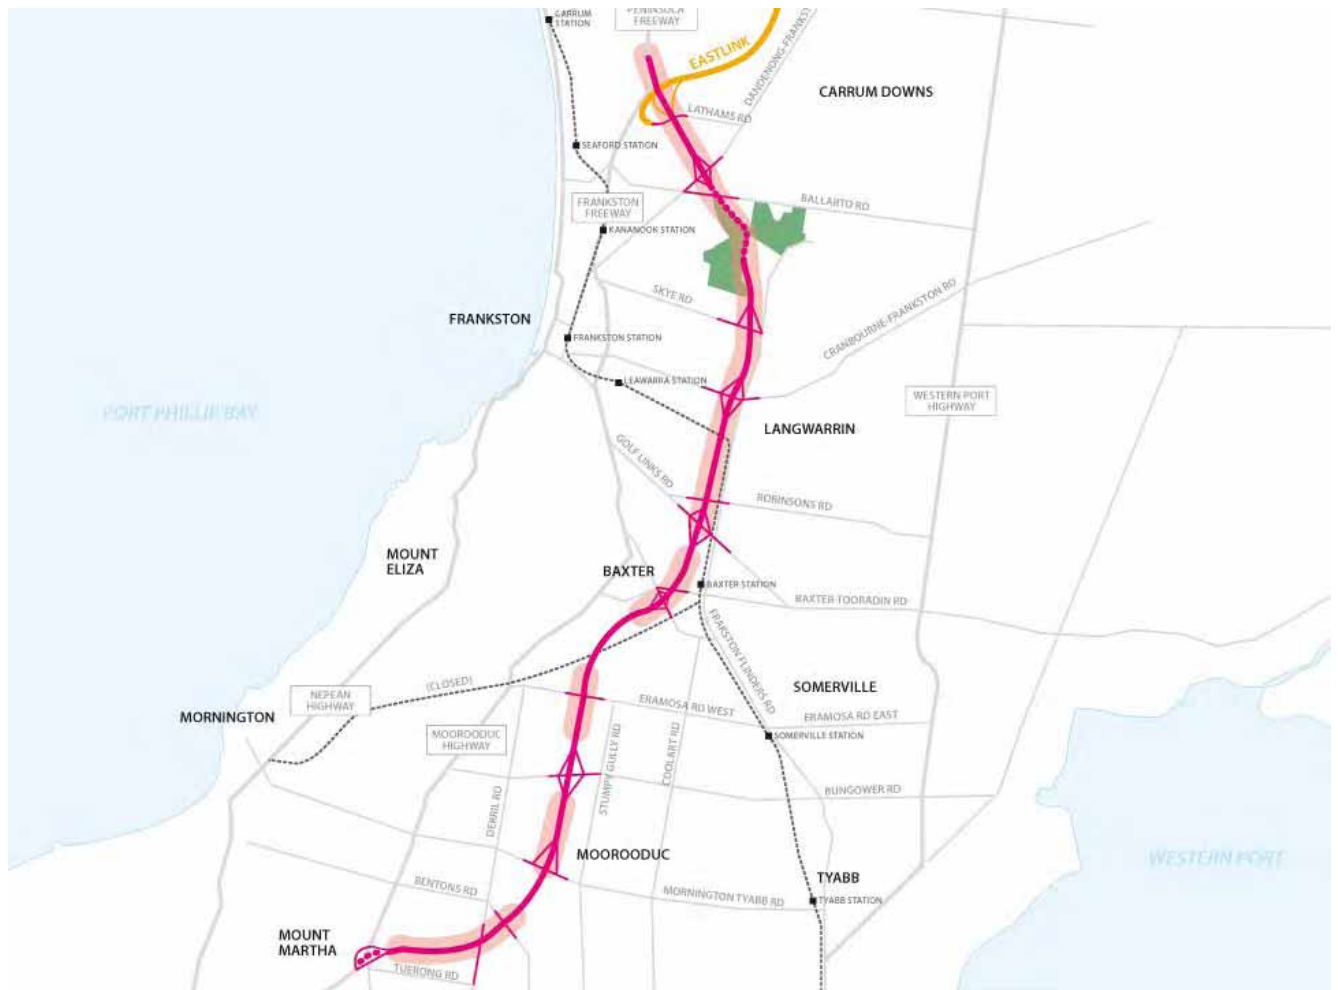 CARRUM
STATION
PENINSULA
FREEWAY
EASTLINK
DANDENONG-FRANKST
CARRUM DOWNS
LATHAMS RD
SEAFORD STATION
BALLARTO RD
FRANKSTON
FREEWAY
KANANOOK STATION
SKYE RD
FRANKSTON
FRANKSTON STATION
CRANBOURNE-FRANKSTON RD
LEAWARRA STATION
WESTERN PORT
HIGHWAY
PORT PHILLIP BAY
LANGWARRIN
GOLF LINKS RD
ROBINSONS RD
MOUNT
ELIZA
BAXTER
BAXTER STATION
BAXTER-TOORADIN RD
FRAKSTON FLINDERS RD
(CLOSED)
SOMERVILLE
NEPEAN
HIGHWAY
MORNINGTON
ERAMOSA RD WEST
ERAMOSA RD EAST
MOOROODUC
HIGHWAY
SOMERVILLE STATION
STUMPY GULLY RD
COOLART RD
DERRIL RD
BUNGOWER RD
MOOROODUC
WESTERN PORT
BENTONS RD
MORNINGTON TYABB RD
TYABB
TYABB STATION
MOUNT
MARTHA
TUERONG RD